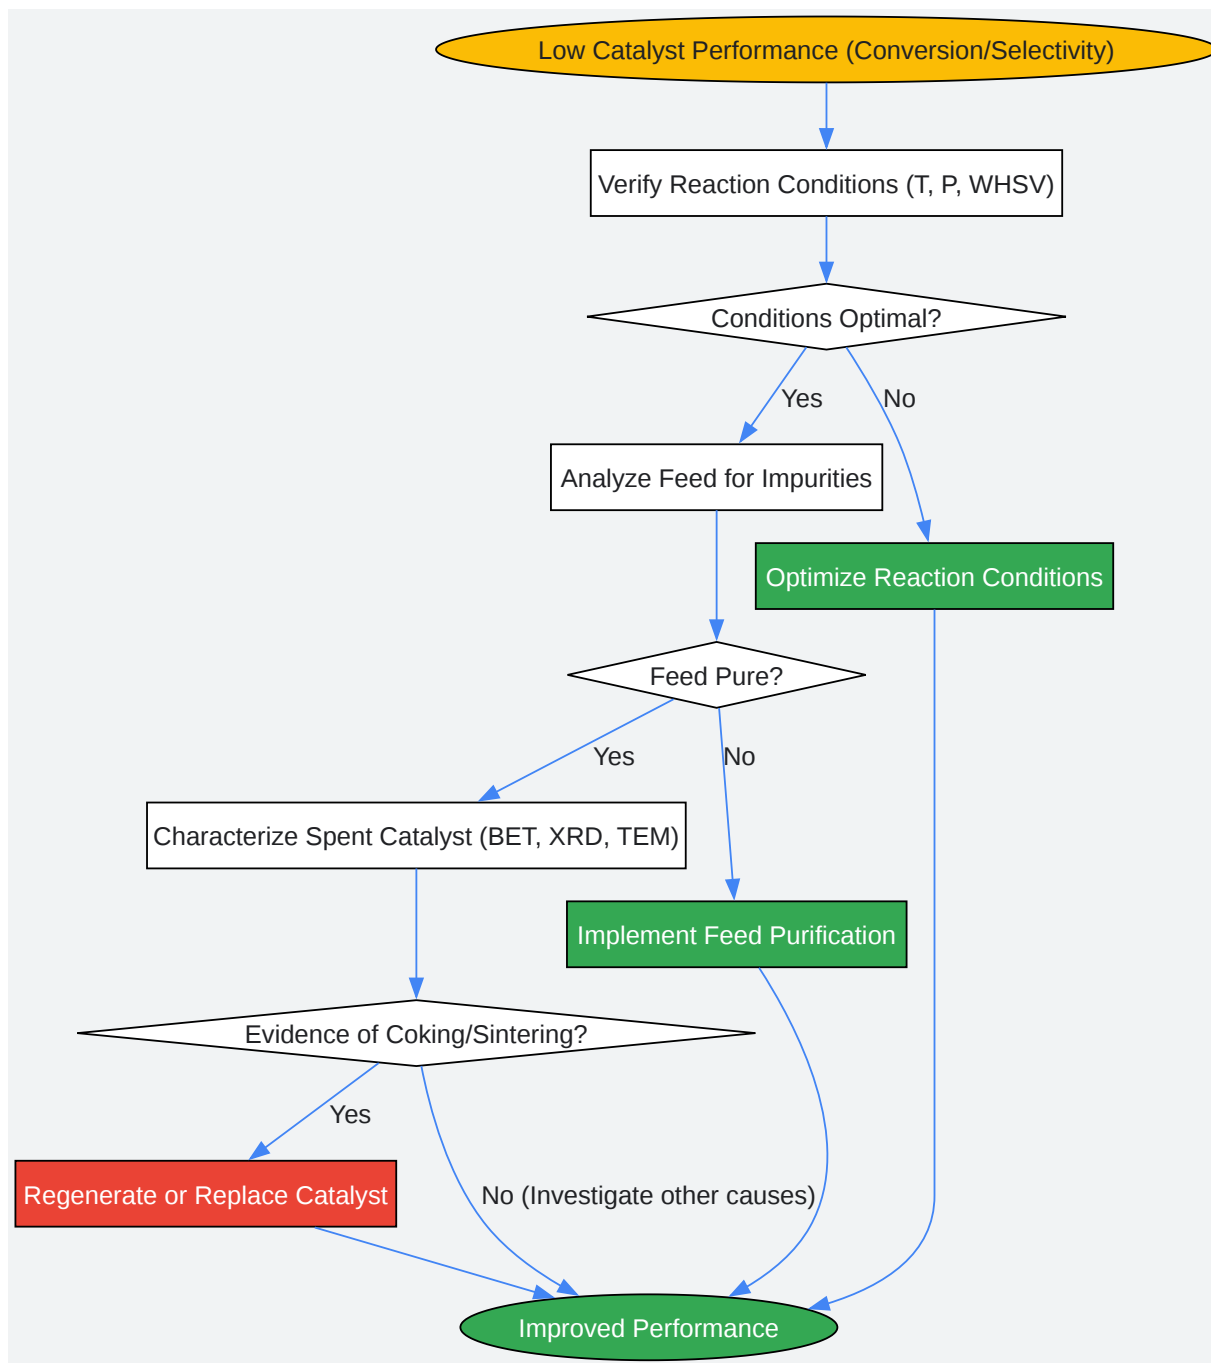 Low Catalyst Performance (Conversion/Selectivity)
Verify Reaction Conditions (T, P, WHSV)
Conditions Optimal?
Yes
No
Analyze Feed for Impurities
Optimize Reaction Conditions
Feed Pure?
Yes
No
Characterize Spent Catalyst (BET, XRD, TEM)
Implement Feed Purification
Evidence of Coking/Sintering?
Yes
Regenerate or Replace Catalyst
No (Investigate other causes)
Improved Performance